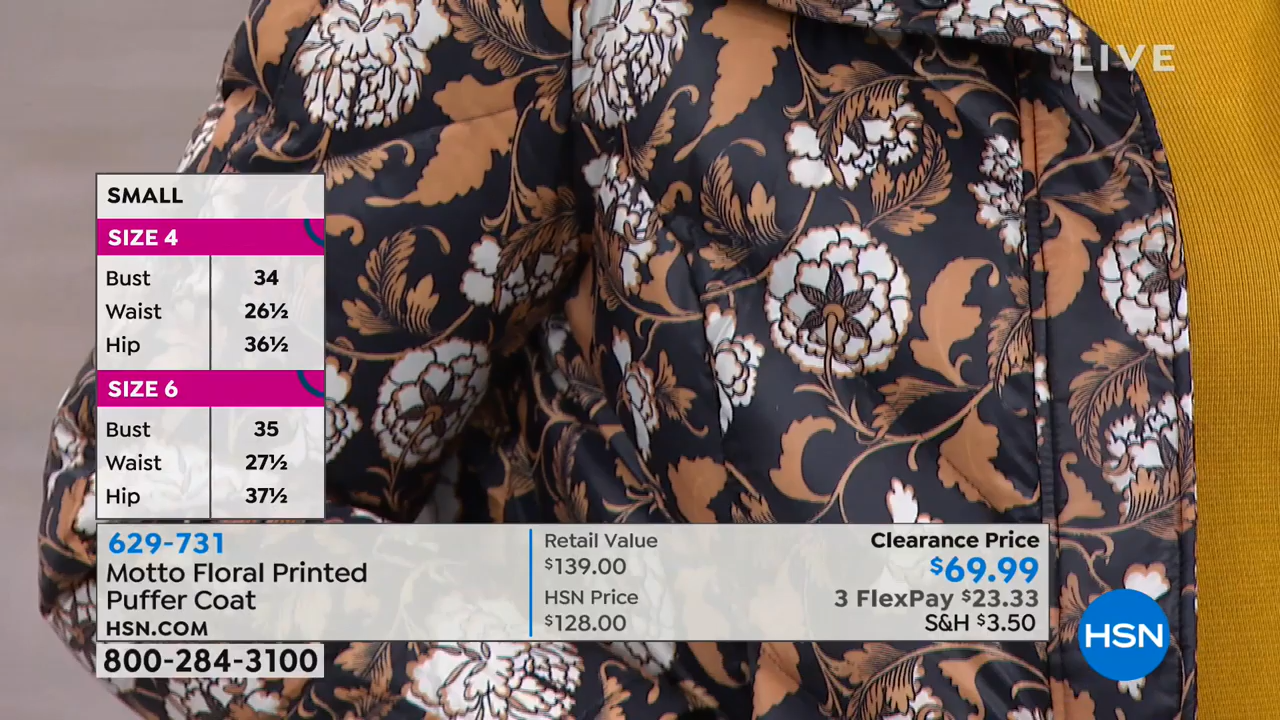 LIVE
SMALL
SIZE 4
Bust 34
Waist 26½
Hip 36½
SIZE 6
Bust 35
Waist 27½
Hip 37½
629-731
Motto Floral Printed
Puffer Coat
HSN.COM
800-284-3100
Retail Value
$139.00
HSN Price
$128.00
Clearance Price
$69.99
3 FlexPay $23.33
S&H $3.50
HSN